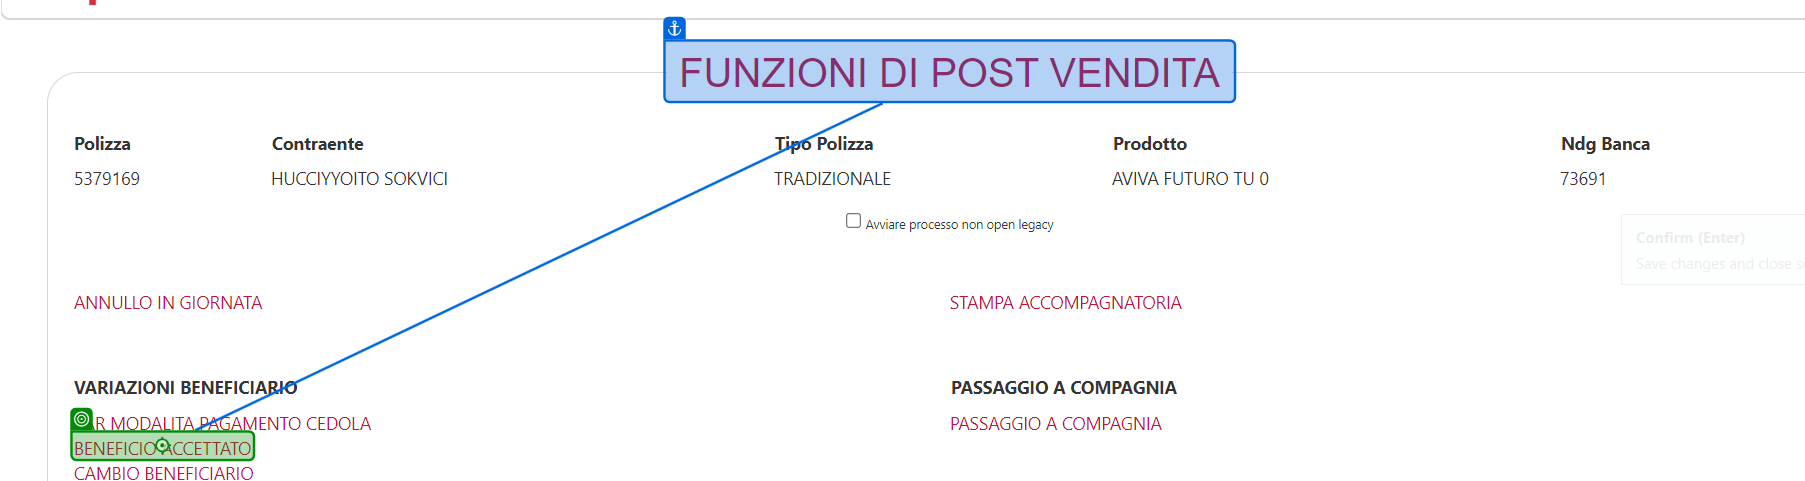 FUNZIONI DI POST VENDITA
Polizza Contraente Tipo Polizza Prodotto Ndg Banca
5379169 HUCCIYYOITO SOKVICI TRADIZIONALE AVIVA FUTURO TU 0 73691
Avviare processo non open legacy
Confirm (Enter)
Save changes and close
ANNULLO IN GIORNATA STAMPA ACCOMPAGNATORIA
VARIAZIONI BENEFICIARIO PASSAGGIO A COMPAGNIA
MODALITA PAGAMENTO CEDOLA PASSAGGIO A COMPAGNIA
BENEFICIO ACCETTATO
CAMBIO BENEFICIARIO